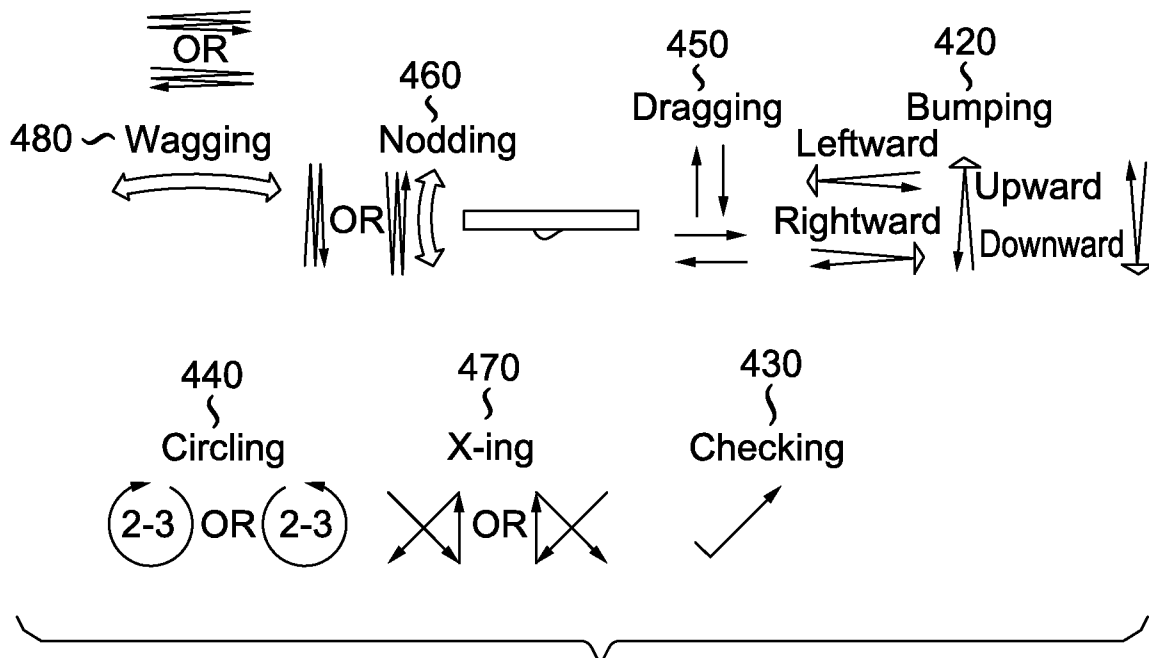 OR
480 Wagging
460
Nodding
OR
450
Dragging
420
Bumping
Leftward
Upward
Rightward
Downward
440
Circling
2-3 OR 2-3
470
X-ing
OR
430
Checking